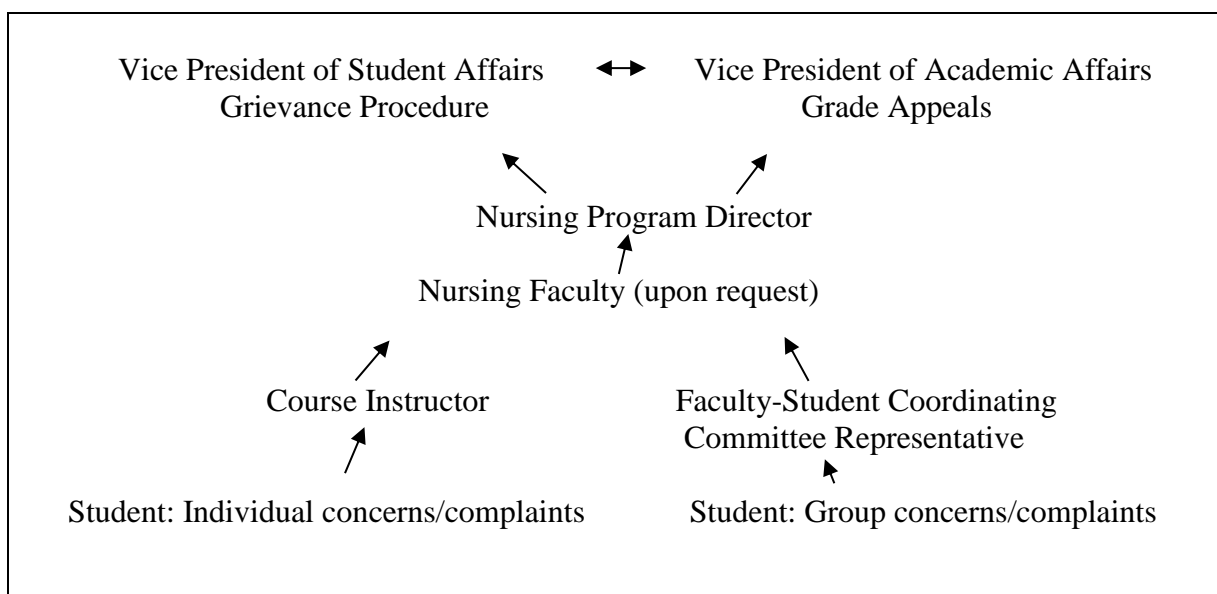 Vice President of Student Affairs
Grievance Procedure
Vice President of Academic Affairs
Grade Appeals
Nursing Program Director
Nursing Faculty (upon request)
Course Instructor
Faculty-Student Coordinating
Committee Representative
Student: Individual concerns/complaints
Student: Group concerns/complaints